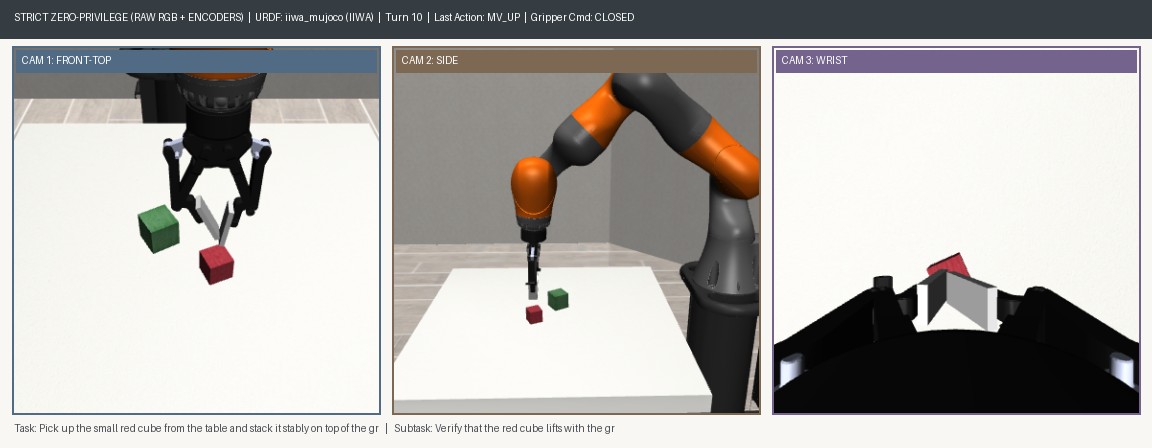 STRICT ZERO-PRIVILEGE (RAW RGB + ENCODERS) | URDF: iiwa_mujoco (IIWA) | Turn 10 | Last Action: MV_UP | Gripper Cmd: CLOSED
CAM 1: FRONT-TOP
CAM 2: SIDE
CAM 3: WRIST
Task: Pick up the small red cube from the table and stack it stably on top of the gr | Subtask: Verify that the red cube lifts with the gr